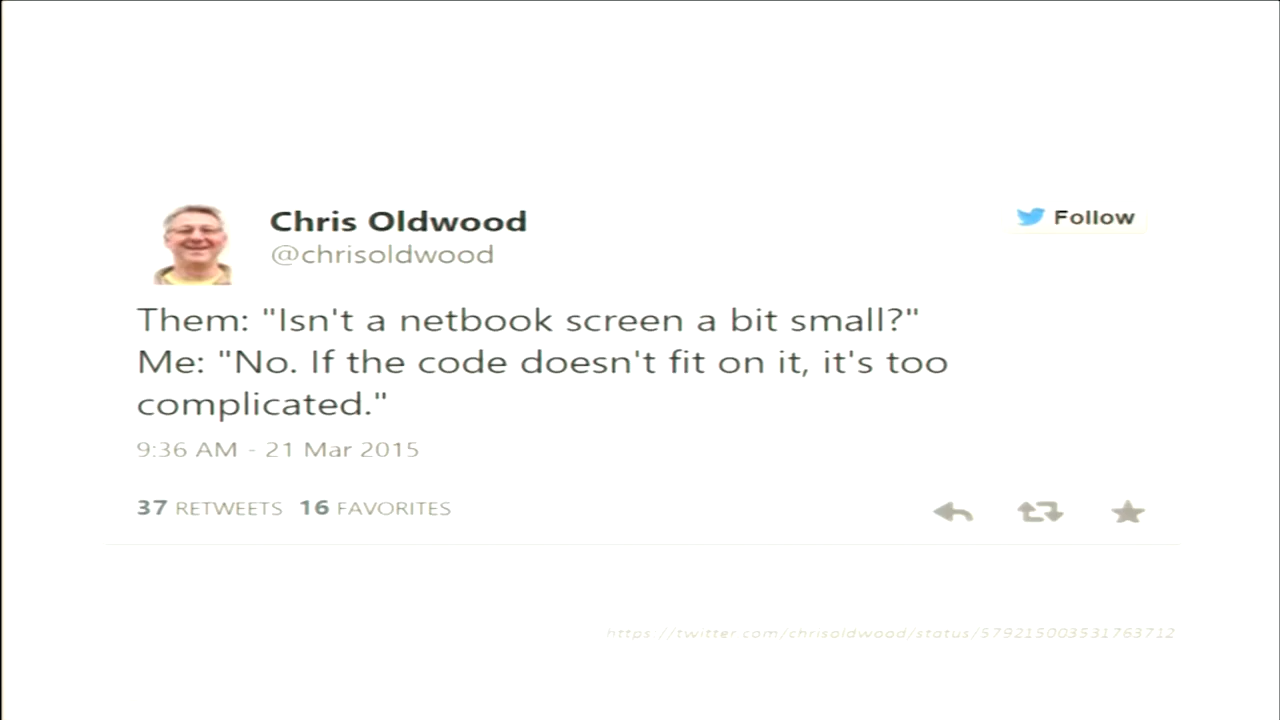 Chris Oldwood
Follow
@chrisoldwood
Them: "Isn't a netbook screen a bit small?"
Me: "No. If the code doesn't fit on it, it's too
complicated."
9:36 AM - 21 Mar 2015
37 RETWEETS 16 FAVORITES
https://twitter.com/chrisoldwood/status/579215003531763712